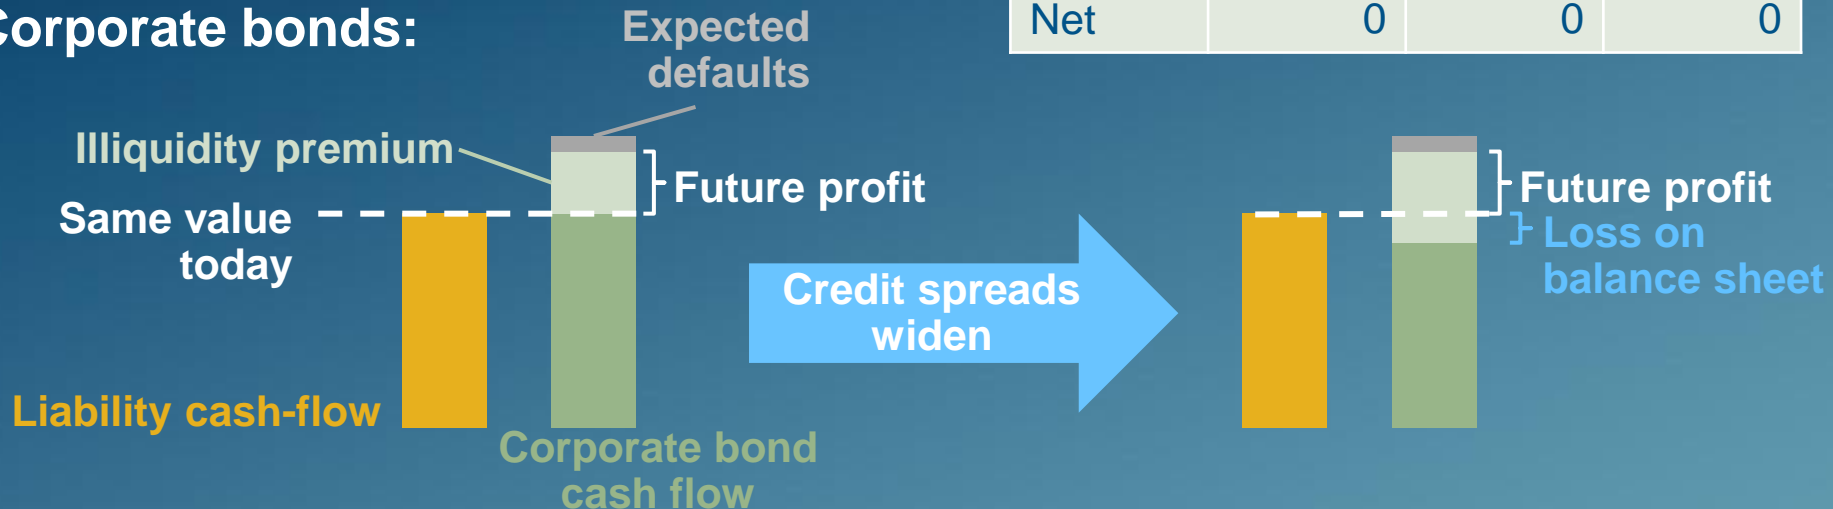 Corporate bonds:
Expected
defaults
Net 0 0 0
Illiquidity premium
Future profit
Same value
today
Liability cash-flow
Corporate bond
cash flow
Credit spreads
widen
Future profit
Loss on
balance sheet